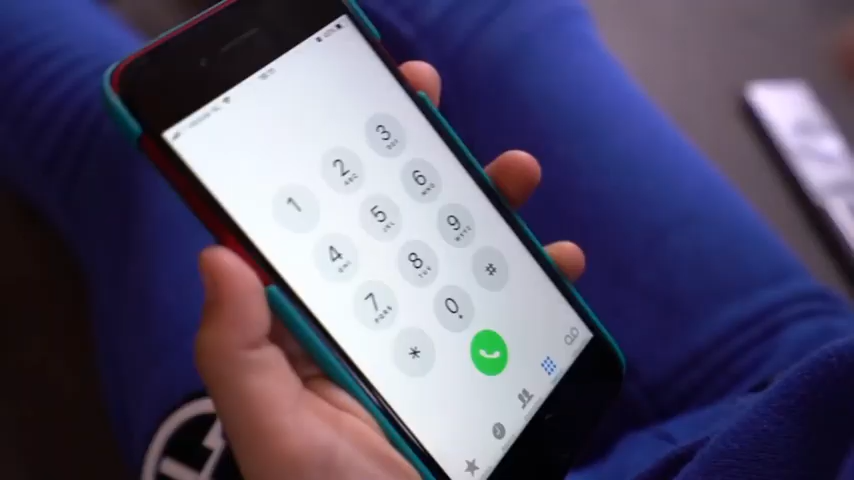 1 2 3
ABC DEF
4 5 6
GHI JKL MNO
7 8 9
PQRS TUV WXYZ
* 0 #
+